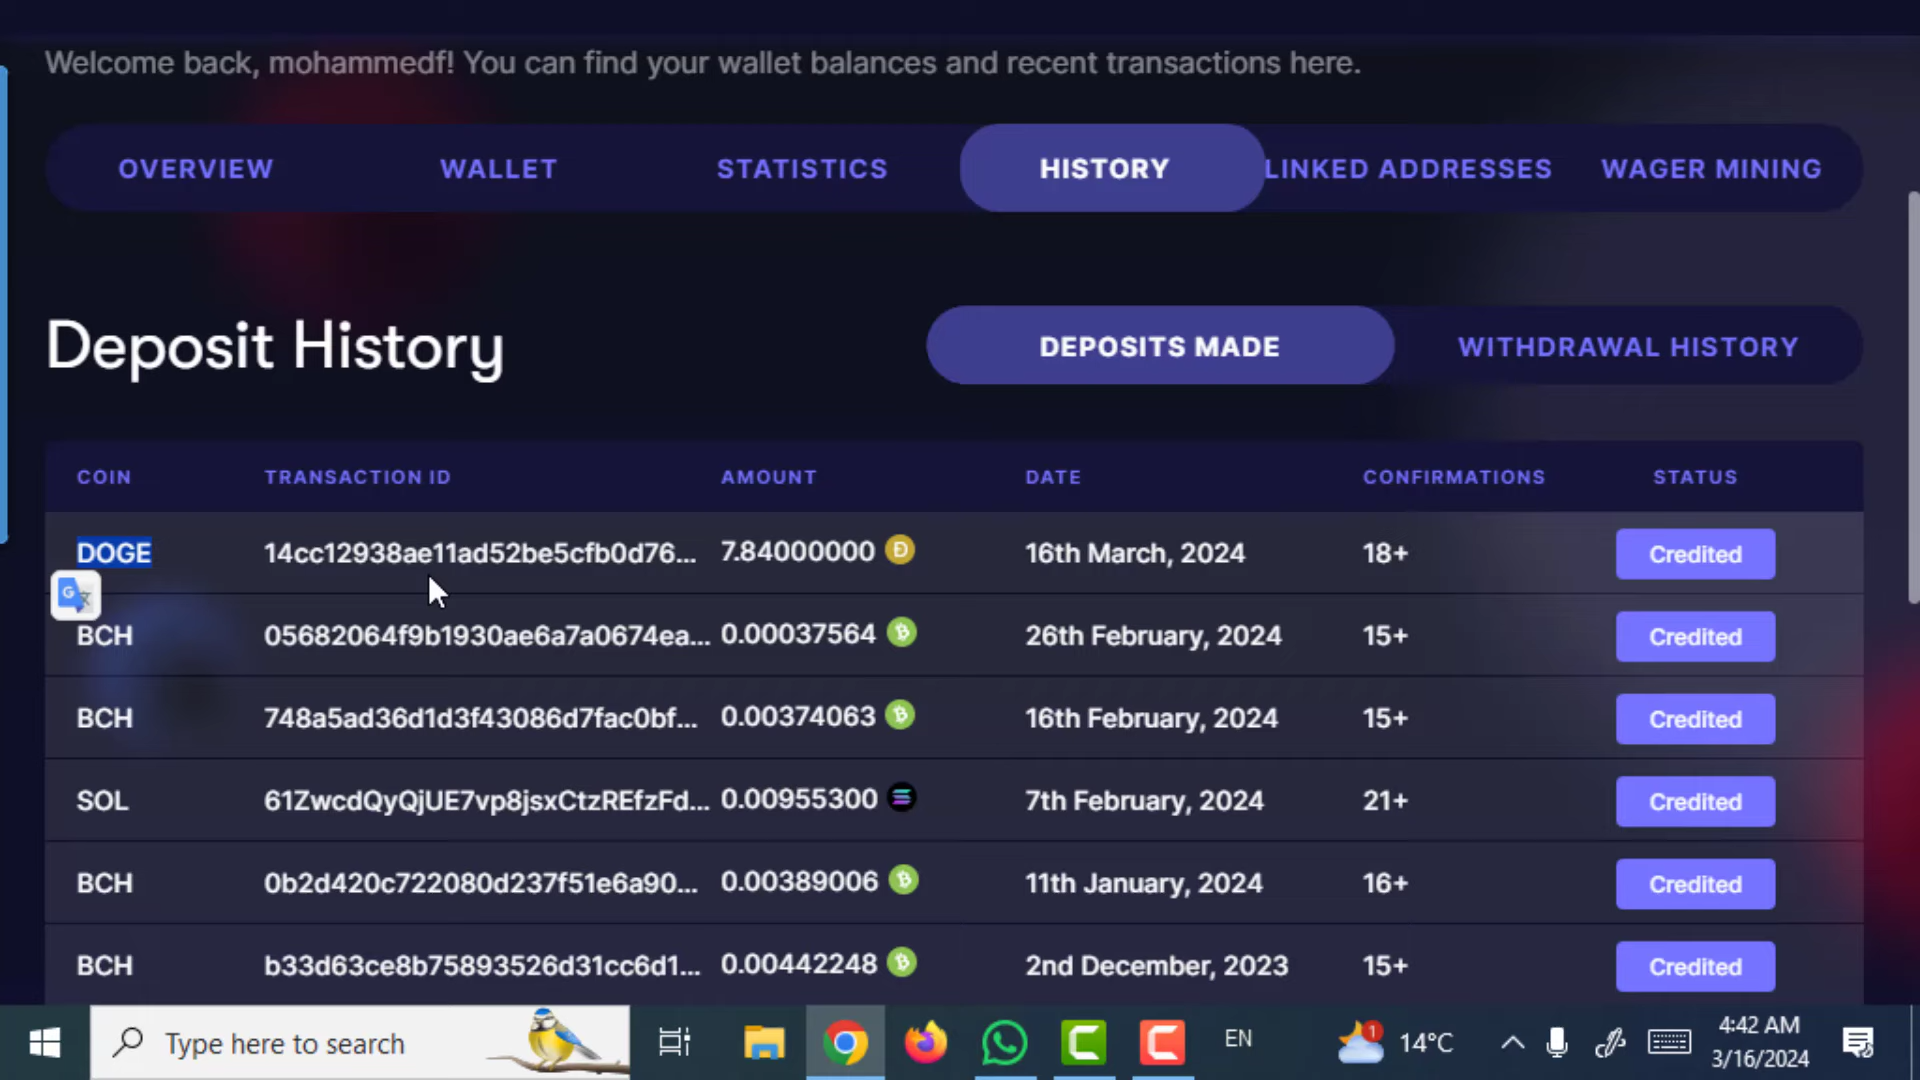 Welcome back, mohammedf! You can find your wallet balances and recent transactions here.
OVERVIEW WALLET STATISTICS HISTORY LINKED ADDRESSES WAGER MINING
Deposit History DEPOSITS MADE WITHDRAWAL HISTORY
COIN TRANSACTION ID AMOUNT DATE CONFIRMATIONS STATUS
DOGE 14cc12938ae11ad52be5cfb0d76... 7.84000000 16th March, 2024 18+ Credited
BCH 05682064f9b1930ae6a7a0674ea... 0.00037564 26th February, 2024 15+ Credited
BCH 748a5ad36d1d3f43086d7fac0bf... 0.00374063 16th February, 2024 15+ Credited
SOL 61ZwcdQyQjUE7vp8jsxCtzREfzFd... 0.00955300 7th February, 2024 21+ Credited
BCH 0b2d420c722080d237f51e6a90... 0.00389006 11th January, 2024 16+ Credited
BCH b33d63ce8b75893526d31cc6d1... 0.00442248 2nd December, 2023 15+ Credited
Type here to search EN 1 14°C 4:42 AM
3/16/2024